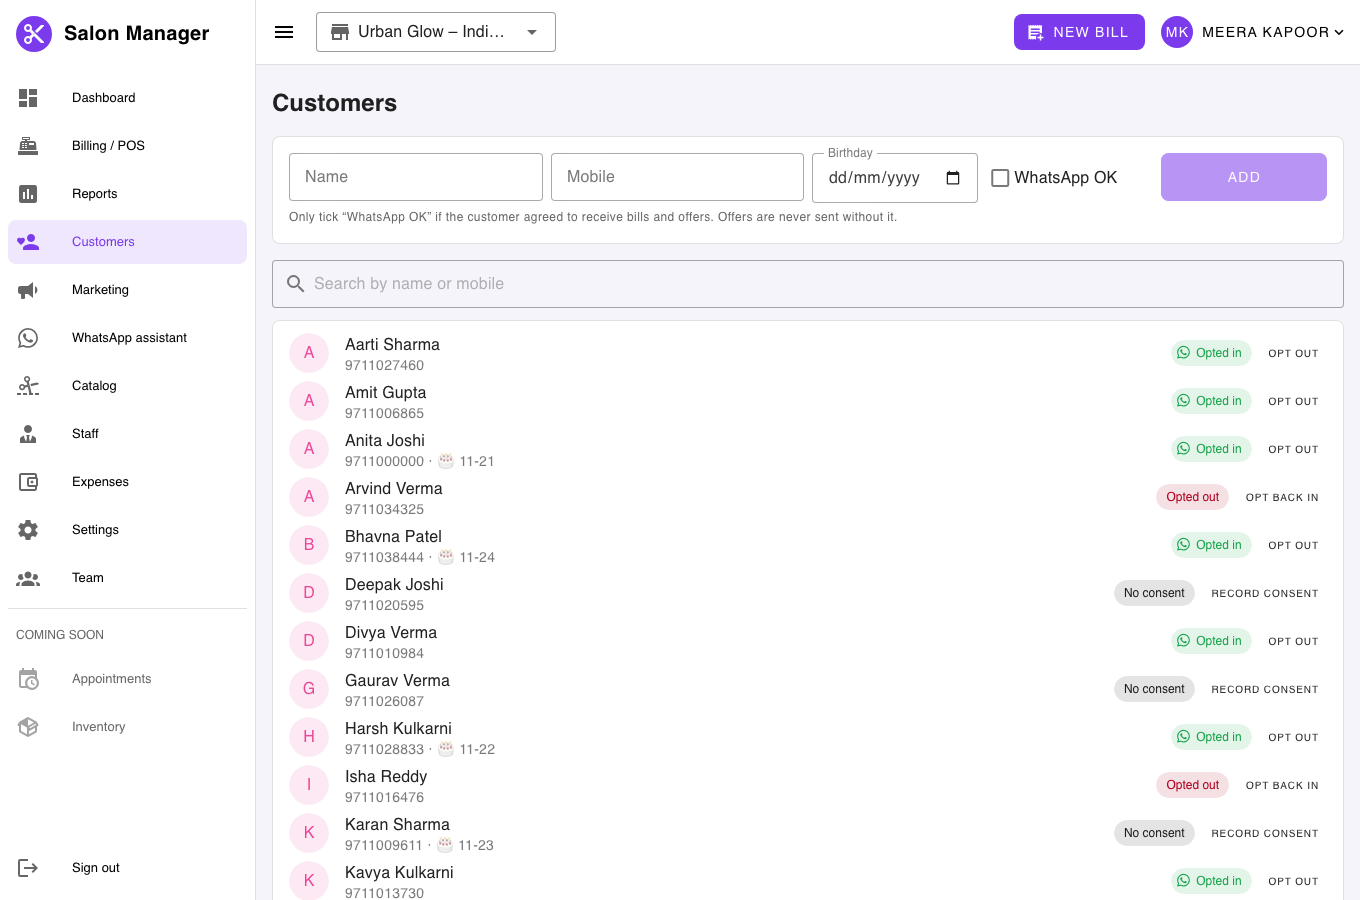 Salon Manager
Urban Glow – Indi...
NEW BILL
MK
MEERA KAPOOR
Dashboard
Billing / POS
Reports
Customers
Marketing
WhatsApp assistant
Catalog
Staff
Expenses
Settings
Team
COMING SOON
Appointments
Inventory
Sign out
Customers
Name
Mobile
Birthday
dd/mm/yyyy
WhatsApp OK
ADD
Only tick “WhatsApp OK” if the customer agreed to receive bills and offers. Offers are never sent without it.
Search by name or mobile
A
Aarti Sharma
9711027460
Opted in
OPT OUT
A
Amit Gupta
9711006865
Opted in
OPT OUT
A
Anita Joshi
9711000000 · 🎂 11-21
Opted in
OPT OUT
A
Arvind Verma
9711034325
Opted out
OPT BACK IN
B
Bhavna Patel
9711038444 · 🎂 11-24
Opted in
OPT OUT
D
Deepak Joshi
9711020595
No consent
RECORD CONSENT
D
Divya Verma
9711010984
Opted in
OPT OUT
G
Gaurav Verma
9711026087
No consent
RECORD CONSENT
H
Harsh Kulkarni
9711028833 · 🎂 11-22
Opted in
OPT OUT
I
Isha Reddy
9711016476
Opted out
OPT BACK IN
K
Karan Sharma
9711009611 · 🎂 11-23
No consent
RECORD CONSENT
K
Kavya Kulkarni
9711013730
Opted in
OPT OUT